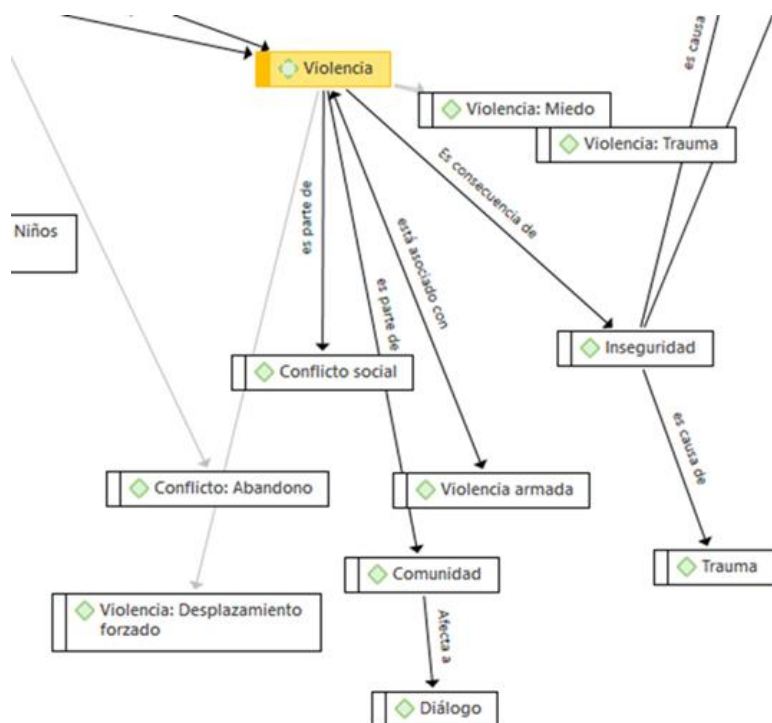 es causa
Violencia
Violencia: Miedo
Violencia: Trauma
Es consecuencia de
es parte de
está asociado con
es parte de
Niños
Inseguridad
Conflicto social
es causa de
Conflicto: Abandono
Violencia armada
Trauma
Comunidad
Violencia: Desplazamiento
forzado
Afecta a
Diálogo